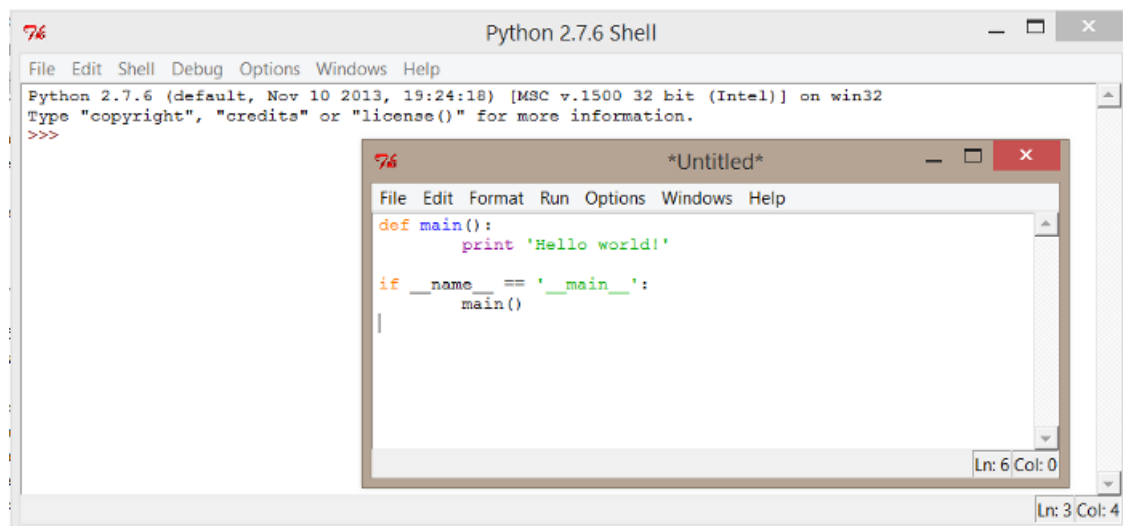 Python 2.7.6 Shell
File Edit Shell Debug Options Windows Help
Python 2.7.6 (default, Nov 10 2013, 19:24:18) [MSC v.1500 32 bit (Intel)] on win32
Type "copyright", "credits" or "license()" for more information.
>>>
*Untitled*
File Edit Format Run Options Windows Help
def main():
        print 'Hello world!'
if __name__ == '__main__':
        main()
Ln: 6 Col: 0
Ln: 3 Col: 4